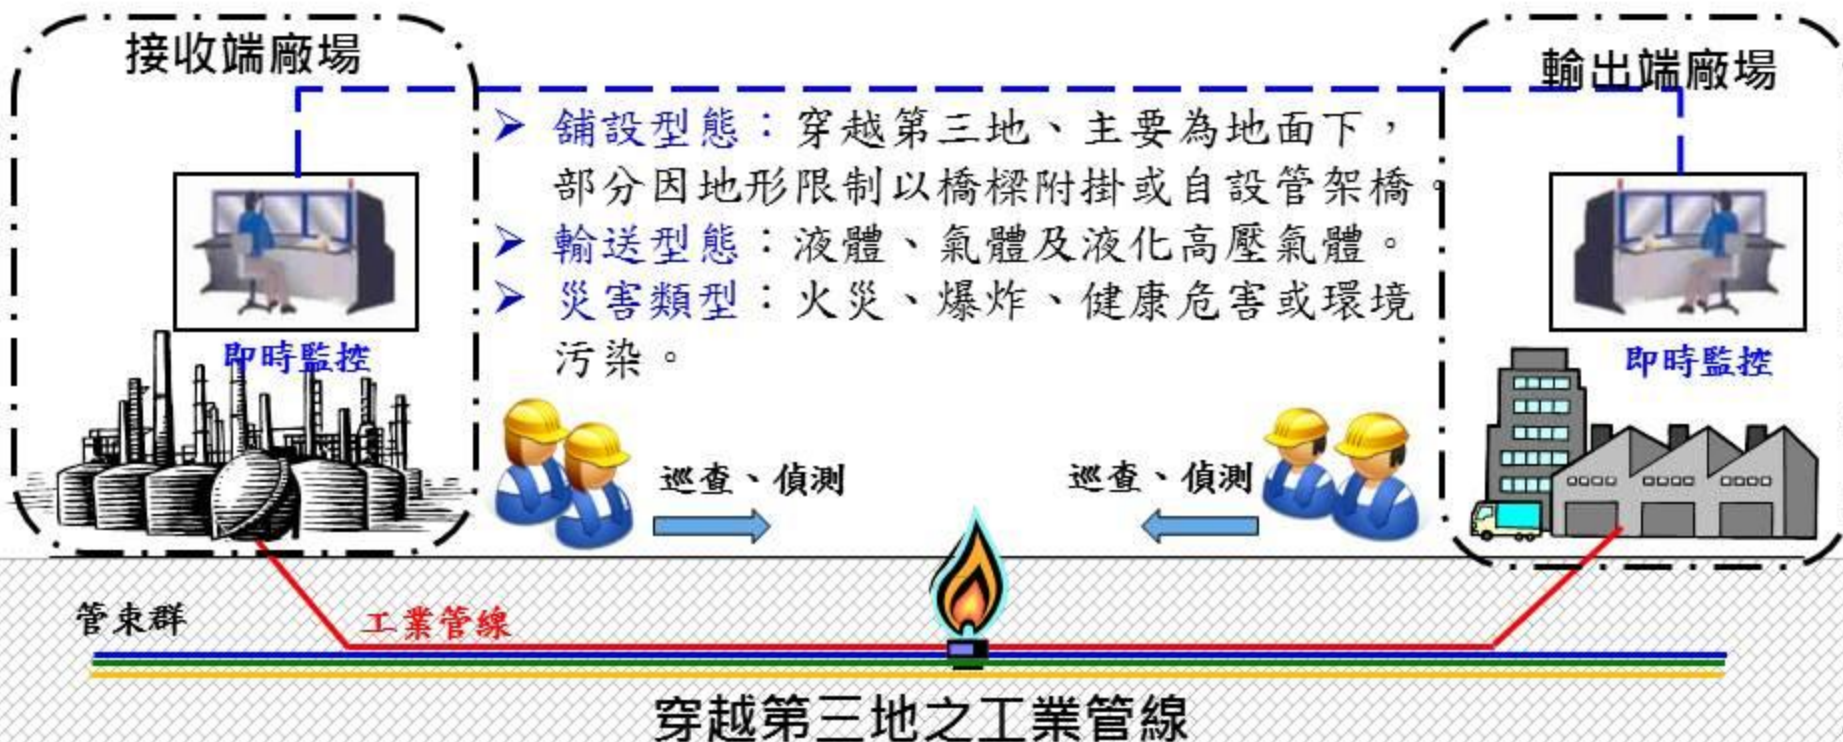 接收端廠場
輸出端廠場
➢ 舖設型態：穿越第三地、主要為地面下，
部分因地形限制以橋樑附掛或自設管架橋。
➢ 輸送型態：液體、氣體及液化高壓氣體。
➢ 災害類型：火災、爆炸、健康危害或環境
污染。
即時監控
即時監控
巡查、偵測
巡查、偵測
管束群
工業管線
穿越第三地之工業管線